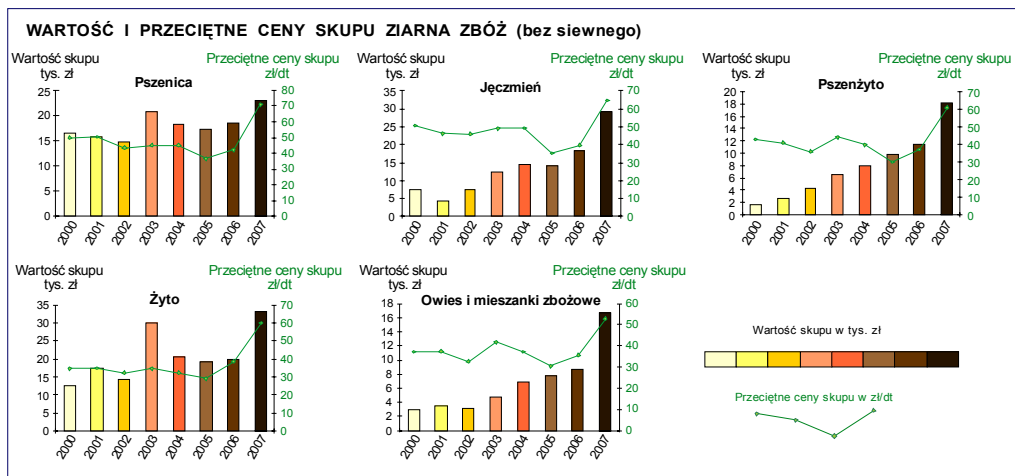 WARTOŚĆ I PRZECIĘTNE CENY SKUPU ZIARNA ZBÓŻ (bez siewnego)
Wartość skupu
tys. zł
Przeciętne ceny skupu
zł/dt
Pszenica
25
20
15
10
5
0
80
70
60
50
40
30
20
10
0
2000 2001 2002 2003 2004 2005 2006 2007
Wartość skupu
tys. zł
Przeciętne ceny skupu
zł/dt
Jęczmień
35
30
25
20
15
10
5
0
70
60
50
40
30
20
10
0
2000 2001 2002 2003 2004 2005 2006 2007
Wartość skupu
tys. zł
Przeciętne ceny skupu
zł/dt
Pszenżyto
20
18
16
14
12
10
8
6
4
2
0
70
60
50
40
30
20
10
0
2000 2001 2002 2003 2004 2005 2006 2007
Wartość skupu
tys. zł
Przeciętne ceny skupu
zł/dt
Żyto
35
30
25
20
15
10
5
0
70
60
50
40
30
20
10
0
2000 2001 2002 2003 2004 2005 2006 2007
Wartość skupu
tys. zł
Przeciętne ceny skupu
zł/dt
Owies i mieszanki zbożowe
18
16
14
12
10
8
6
4
2
0
60
50
40
30
20
10
0
2000 2001 2002 2003 2004 2005 2006 2007
Wartość skupu w tys. zł
Przeciętne ceny skupu w zł/dt